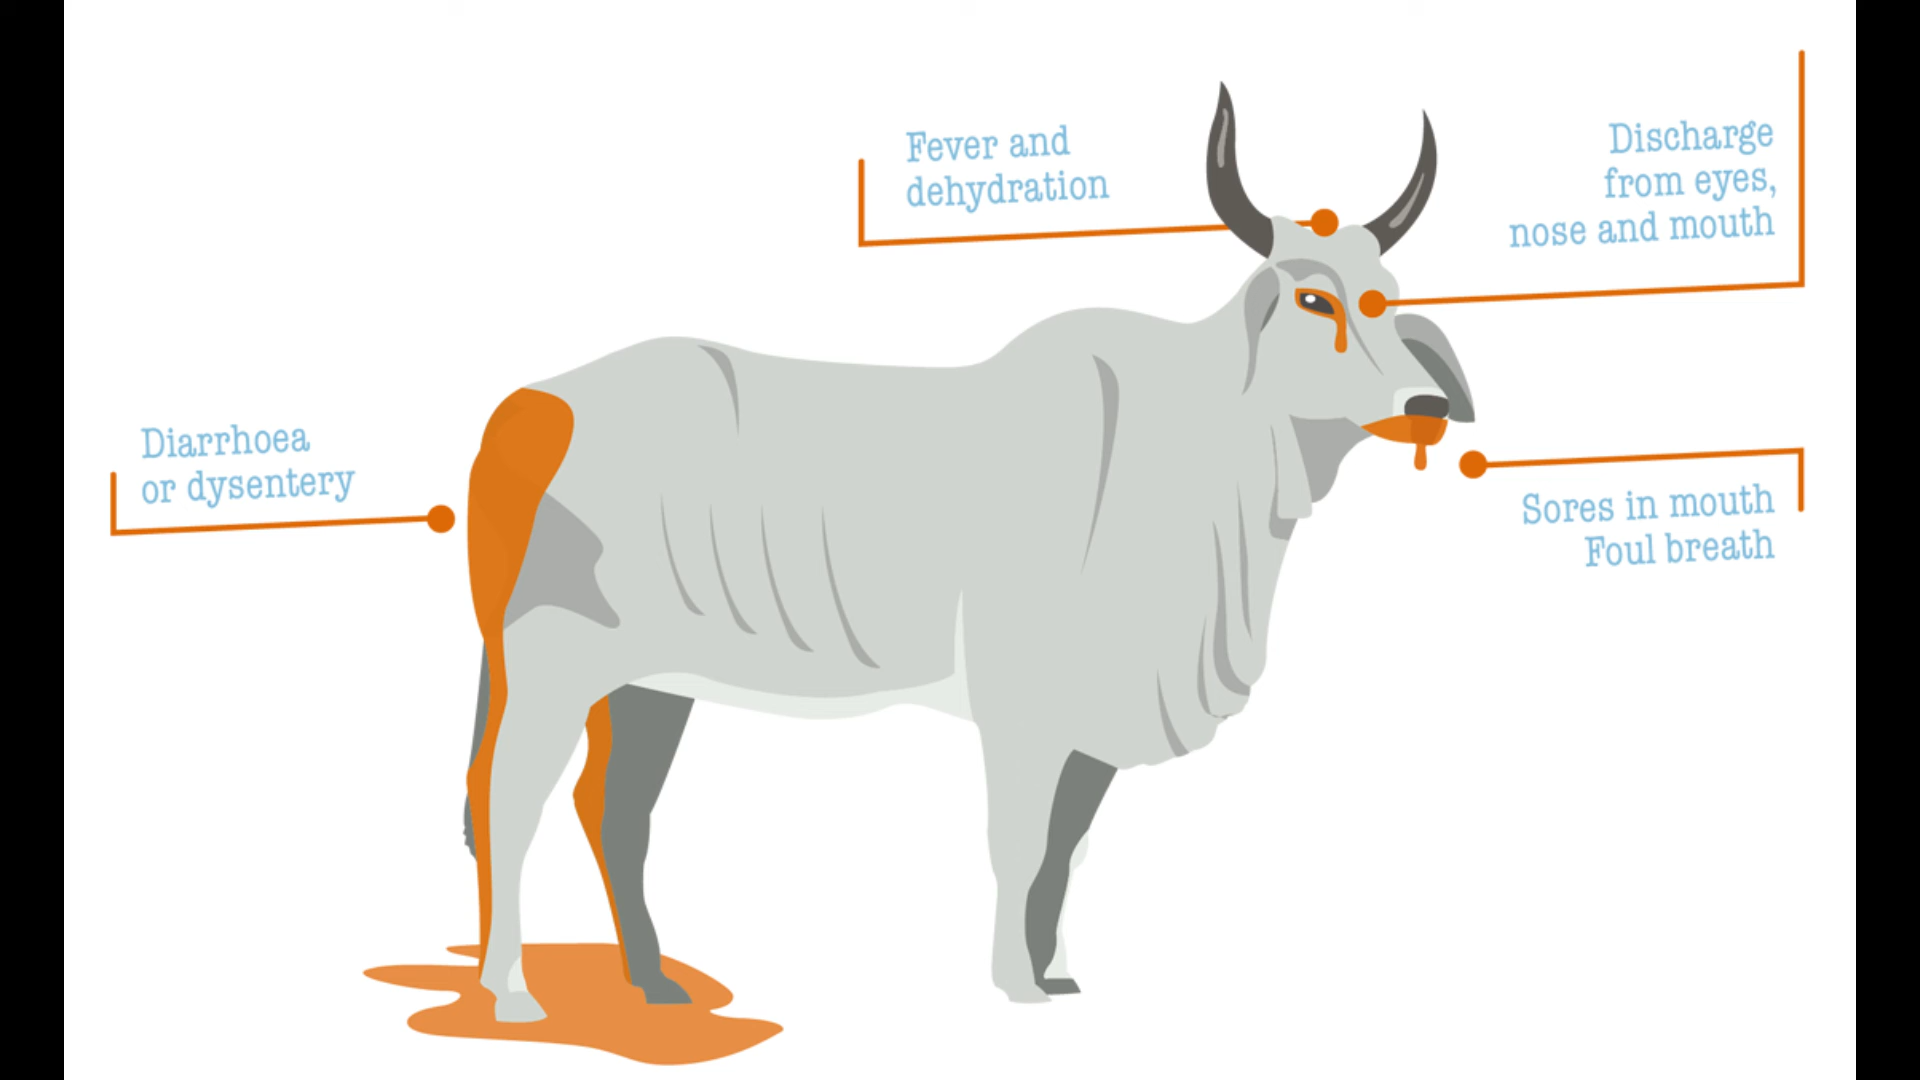 Fever and
dehydration
Discharge
from eyes,
nose and mouth
Diarrhoea
or dysentery
Sores in mouth
Foul breath